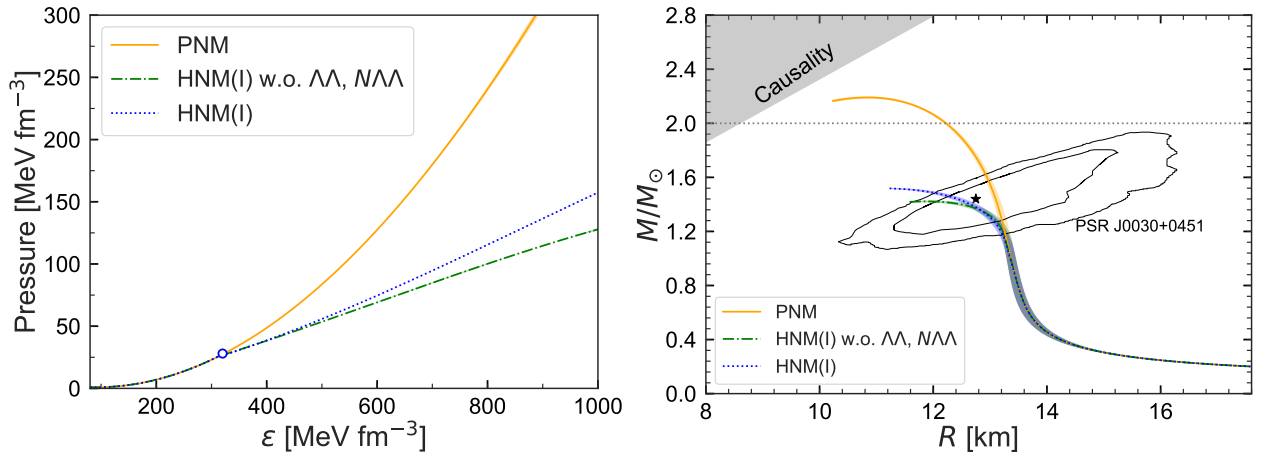 300
250
200
150
100
50
0
Pressure [MeV fm⁻³]
PNM
HNM(I) w.o. ΛΛ, NΛΛ
HNM(I)
200
400
600
800
1000
ε [MeV fm⁻³]
2.8
2.4
2.0
1.6
1.2
0.8
0.4
0.0
M/M⊙
Causality
PSR J0030+0451
PNM
HNM(I) w.o. ΛΛ, NΛΛ
HNM(I)
8
10
12
14
16
R [km]